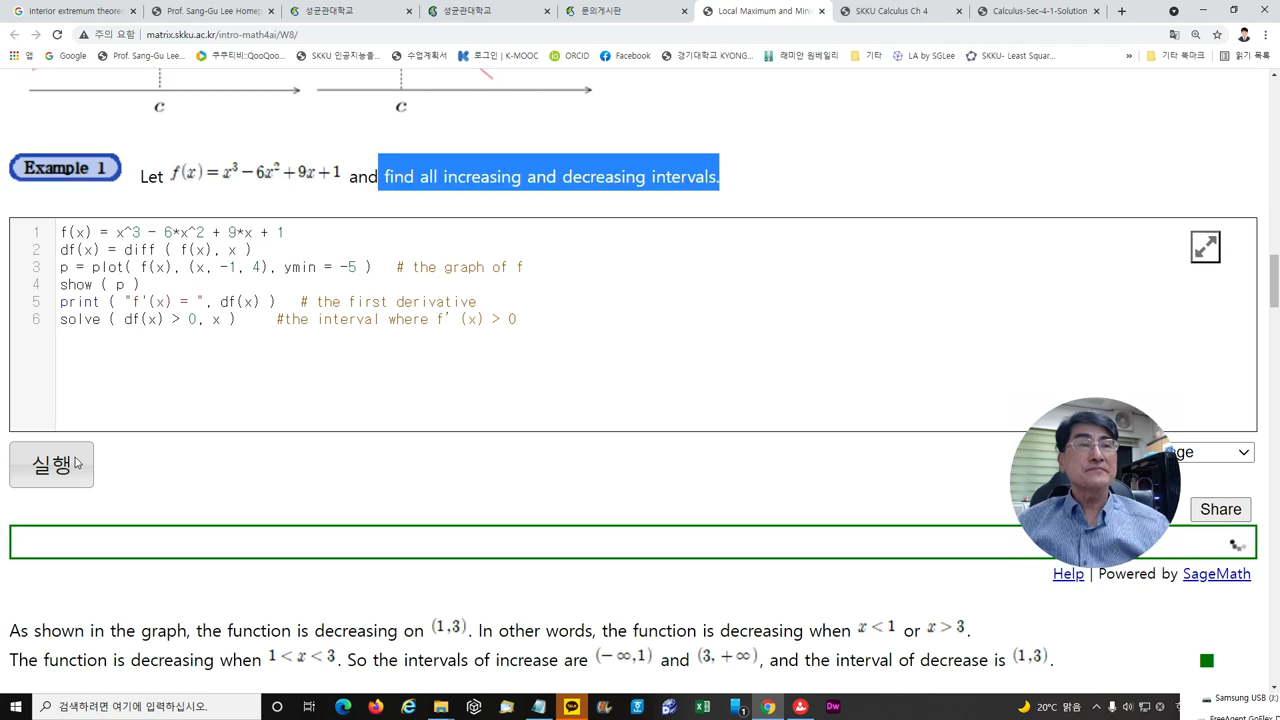 interior extremum theorem
Prof. Sang-Gu Lee Home
성균관대학교
성균관대학교
문의게시판
Local Maximum and Min
SKKU Calculus Ch 4
Calculus-Sec-4-1-Solution
주의 요함 matrix.skku.ac.kr/intro-math4ai/W8/
앱 Google Prof. Sang-Gu Lee... 쿠쿠티비::QooQoo... SKKU 인공지능... 수업계획서 로그인 | K-MOOC ORCID Facebook 경기대학교 KYONG... 래미안 원베일리 기타 LA by SGLee SKKU- Least Squar... » 기타 북마크 읽기 목록
c c
Example 1 Let f(x) = x³ − 6x² + 9x + 1 and find all increasing and decreasing intervals.
1 f(x) = x^3 - 6*x^2 + 9*x + 1
2 df(x) = diff ( f(x), x )
3 p = plot( f(x), (x, -1, 4), ymin = -5 ) # the graph of f
4 show ( p )
5 print ( "f'(x) = ", df(x) ) # the first derivative
6 solve ( df(x) > 0, x ) #the interval where f' (x) > 0
실행
ge
Share
Help | Powered by SageMath
As shown in the graph, the function is decreasing on (1,3). In other words, the function is decreasing when x < 1 or x > 3.
The function is decreasing when 1 < x < 3. So the intervals of increase are (−∞,1) and (3, +∞), and the interval of decrease is (1,3).
검색하려면 여기에 입력하십시오.
TALK
Dw
20°C 맑음
Samsung USB (J:)